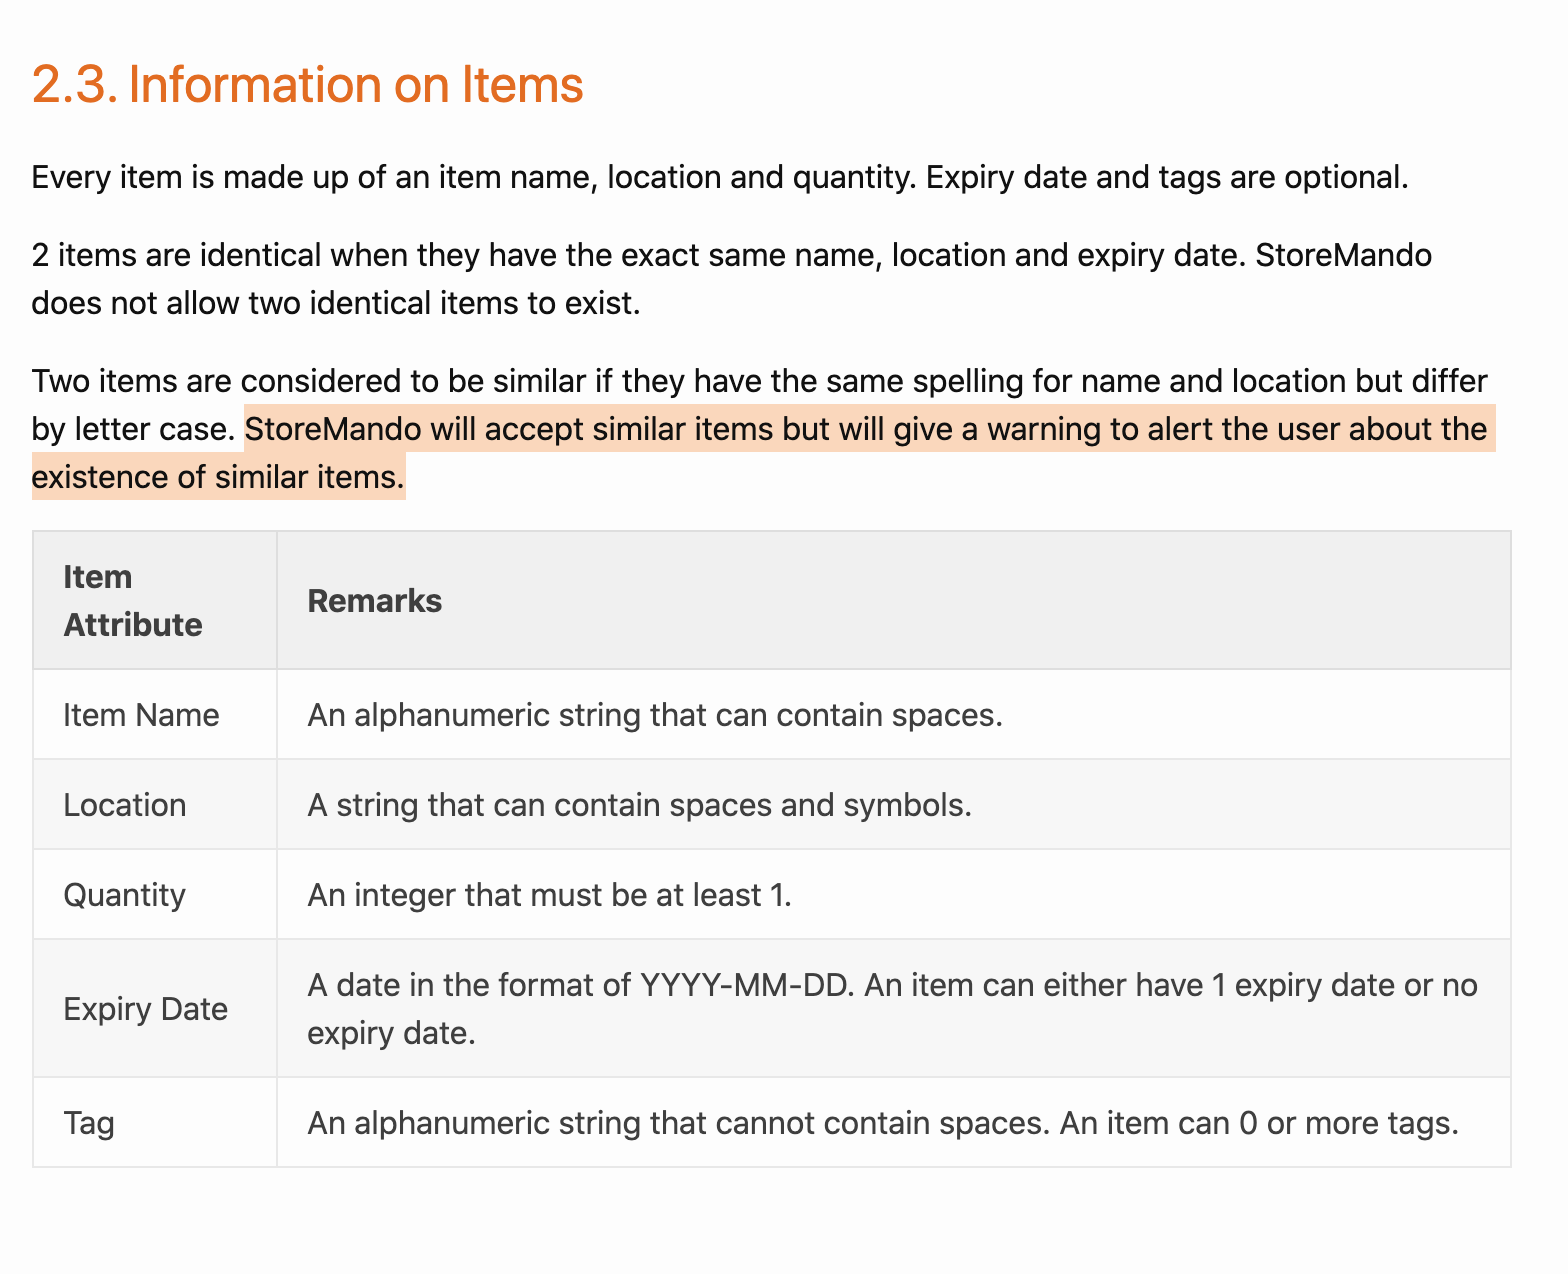 2.3. Information on Items
Every item is made up of an item name, location and quantity. Expiry date and tags are optional.
2 items are identical when they have the exact same name, location and expiry date. StoreMando
does not allow two identical items to exist.
Two items are considered to be similar if they have the same spelling for name and location but differ
by letter case. StoreMando will accept similar items but will give a warning to alert the user about the
existence of similar items.
Item
Attribute
Remarks
Item Name
An alphanumeric string that can contain spaces.
Location
A string that can contain spaces and symbols.
Quantity
An integer that must be at least 1.
Expiry Date
A date in the format of YYYY-MM-DD. An item can either have 1 expiry date or no
expiry date.
Tag
An alphanumeric string that cannot contain spaces. An item can 0 or more tags.